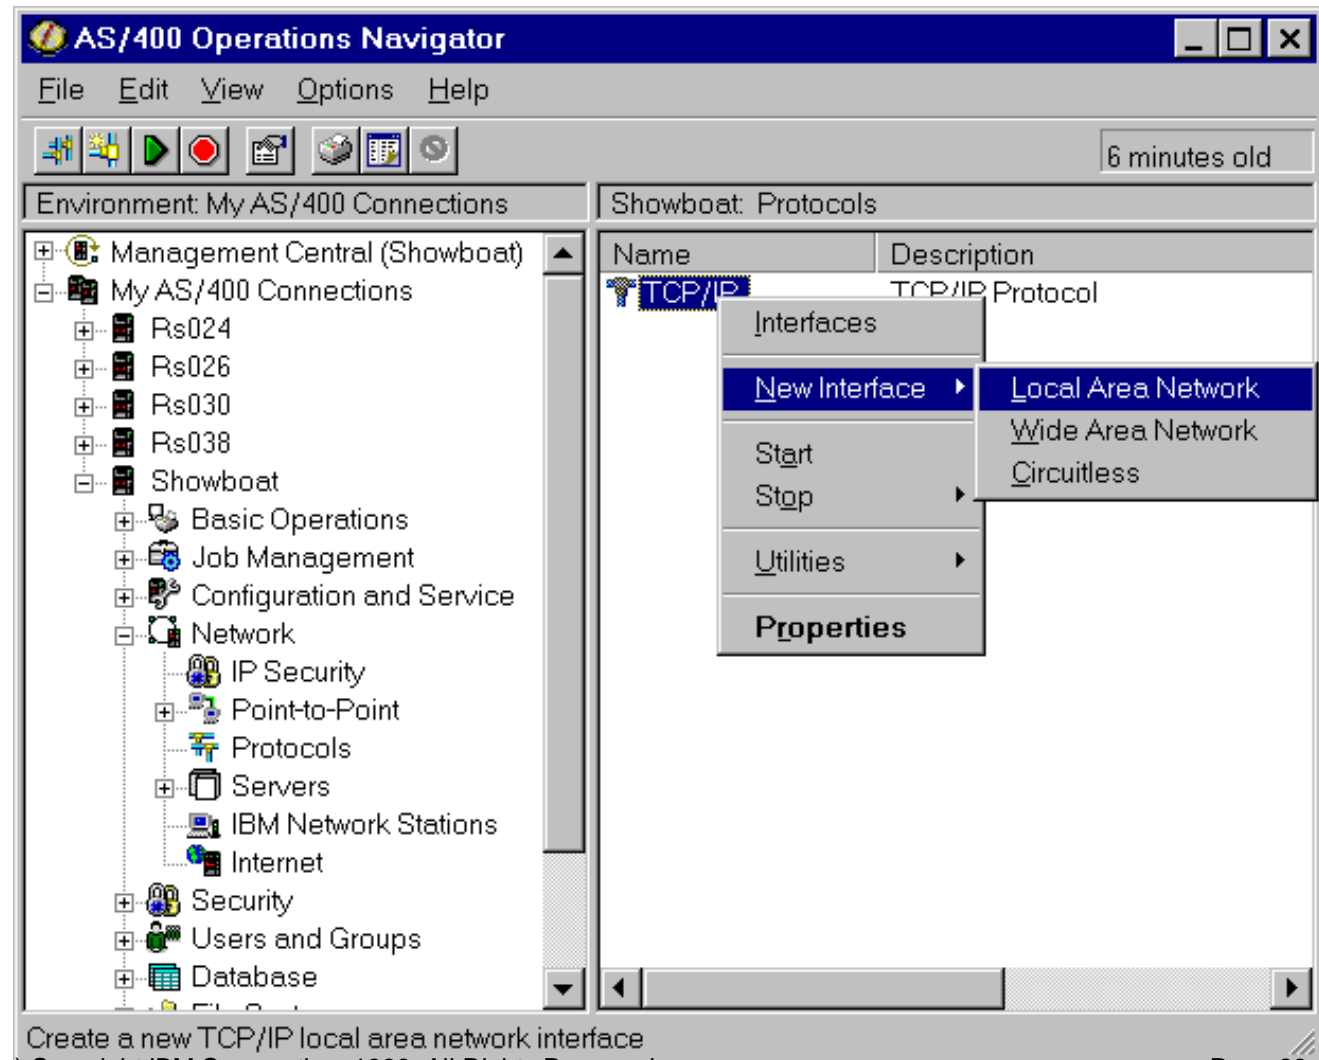 AS/400 Operations Navigator
File Edit View Options Help
6 minutes old
Environment: My AS/400 Connections
Showboat: Protocols
Management Central (Showboat)
My AS/400 Connections
Rs024
Rs026
Rs030
Rs038
Showboat
Basic Operations
Job Management
Configuration and Service
Network
IP Security
Point-to-Point
Protocols
Servers
IBM Network Stations
Internet
Security
Users and Groups
Database
Name Description
TCP/IP TCP/IP Protocol
Interfaces
New Interface
Start
Stop
Utilities
Properties
Local Area Network
Wide Area Network
Circuitless
Create a new TCP/IP local area network interface